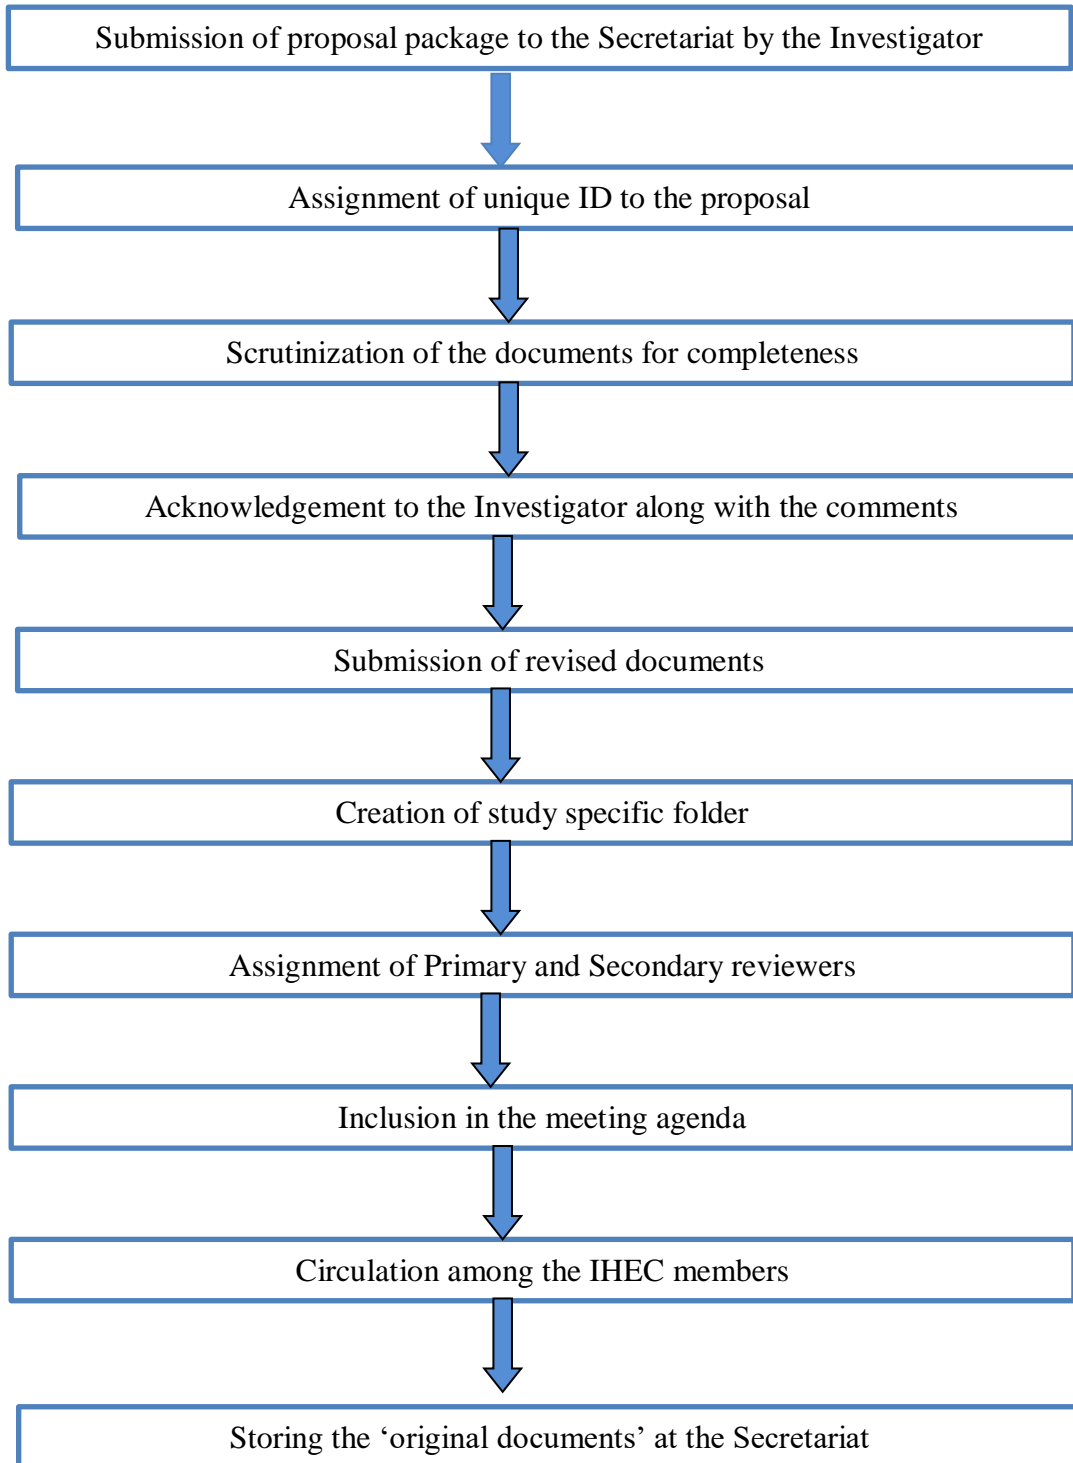 Submission of proposal package to the Secretariat by the Investigator
Assignment of unique ID to the proposal
Scrutinization of the documents for completeness
Acknowledgement to the Investigator along with the comments
Submission of revised documents
Creation of study specific folder
Assignment of Primary and Secondary reviewers
Inclusion in the meeting agenda
Circulation among the IHEC members
Storing the ‘original documents’ at the Secretariat